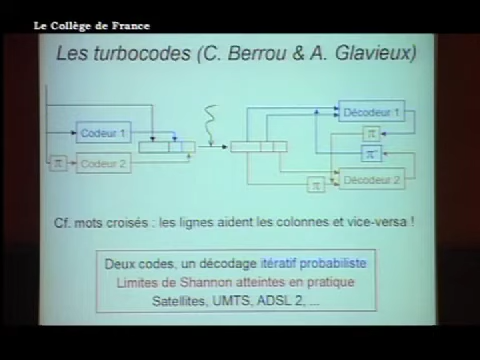 Le Collège de France
Les turbocodes (C. Berrou & A. Glavieux)
Codeur 1
Décodeur 1
π
π
π Codeur 2
π Décodeur 2
Cf. mots croisés : les lignes aident les colonnes et vice-versa !
Deux codes, un décodage itératif probabiliste
Limites de Shannon atteintes en pratique
Satellites, UMTS, ADSL 2, ...